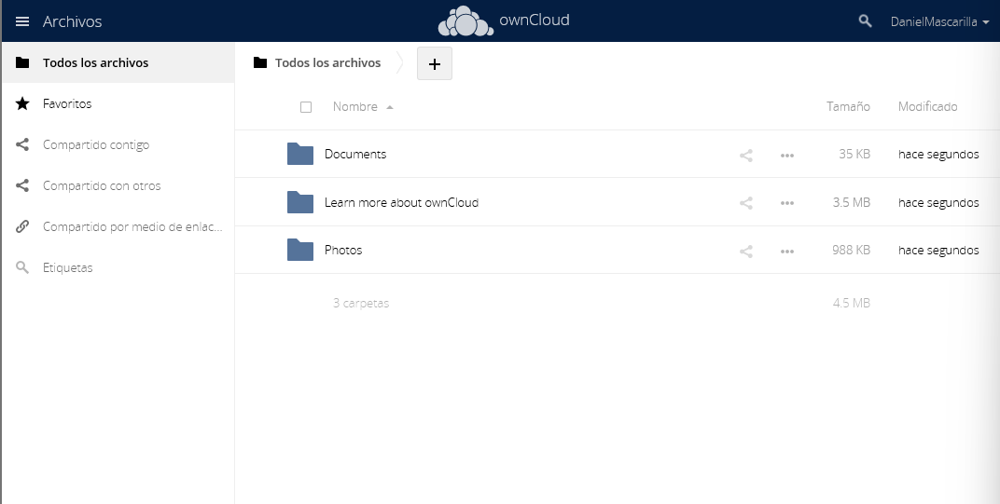 Archivos
ownCloud
DanielMascarilla
Todos los archivos
Favoritos
Compartido contigo
Compartido con otros
Compartido por medio de enlac...
Etiquetas
Todos los archivos
+
Nombre Tamaño Modificado
Documents 35 KB hace segundos
Learn more about ownCloud 3.5 MB hace segundos
Photos 988 KB hace segundos
3 carpetas 4.5 MB